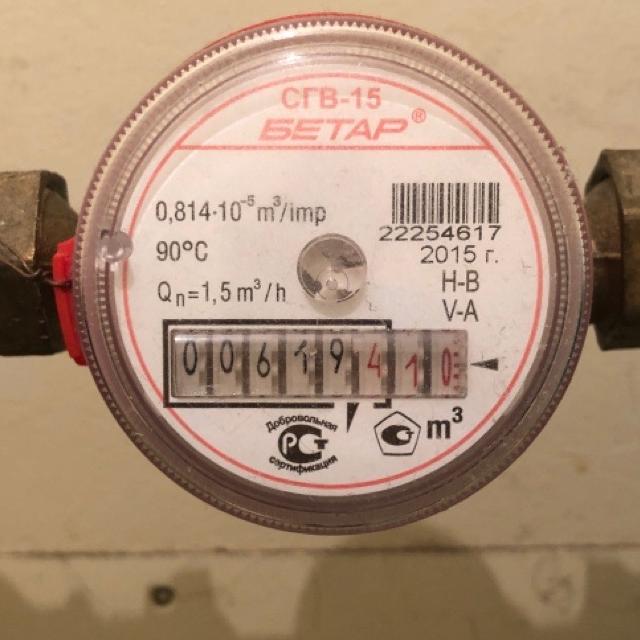 СГВ-15
БЕТАР®
0,814·10⁻⁵ m³/imp
22254617
90°C
2015 г.
Qn=1,5 m³/h
H-B
V-A
00619410
m³
Добровольная
РСТ
сертификация